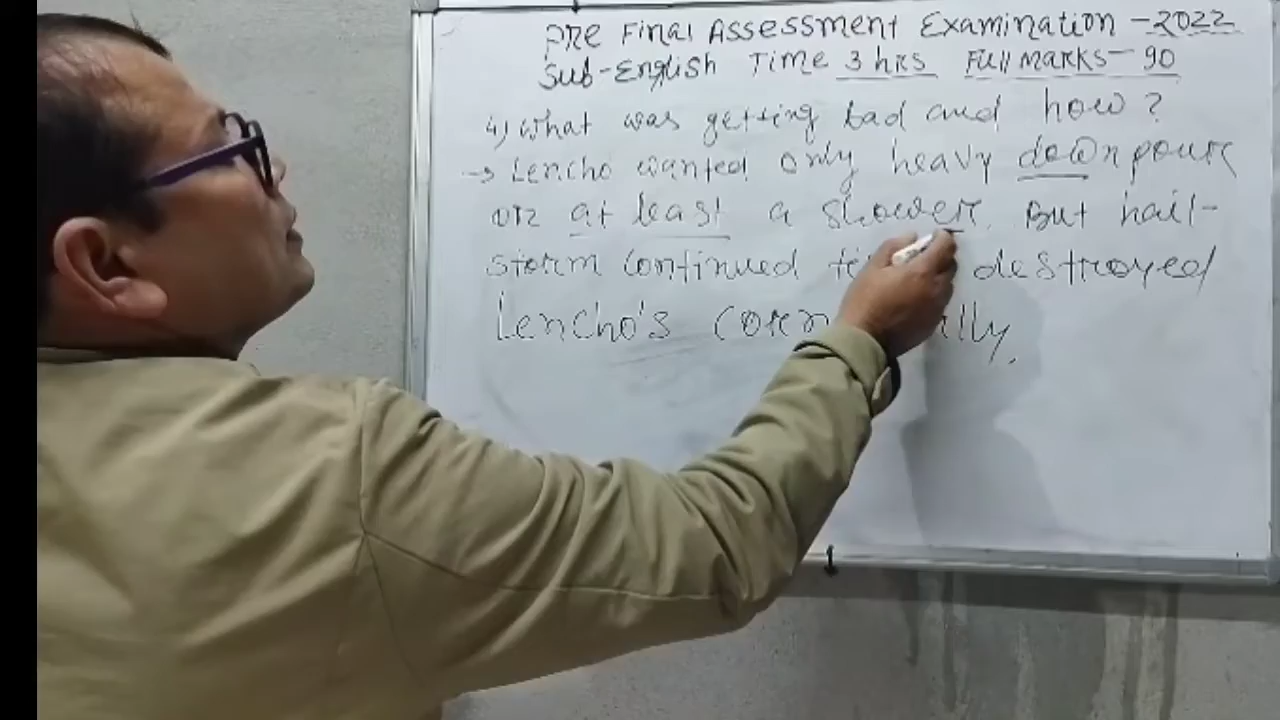 Pre Final Assessment Examination - 2022
Sub-English Time 3 hrs Full Marks - 90
4) What was getting bad and how?
→ Lencho wanted only heavy downpour
or at least a shower. But hail-
storm continued destroyed
Lencho's corn